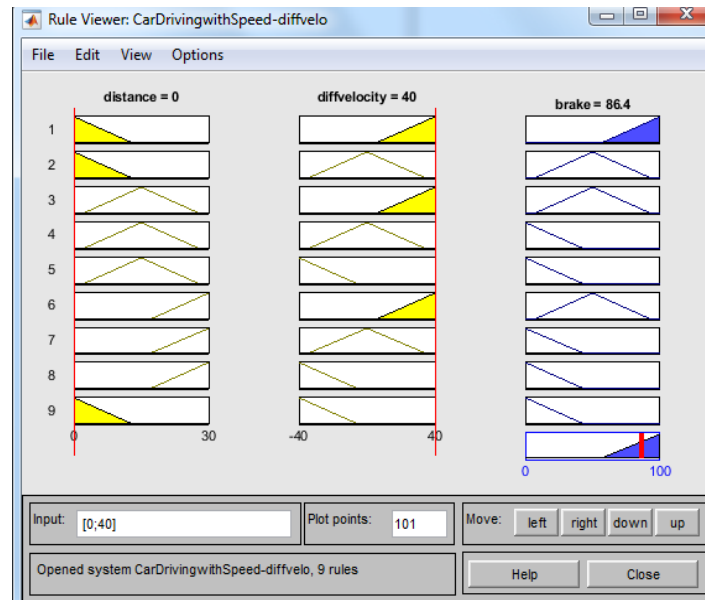 Rule Viewer: CarDrivingwithSpeed-diffvelo
File Edit View Options
distance = 0 diffvelocity = 40 brake = 86.4
1
2
3
4
5
6
7
8
9
0 30 -40 40
0 100
Input: [0;40] Plot points: 101 Move: left right down up
Opened system CarDrivingwithSpeed-diffvelo, 9 rules Help Close